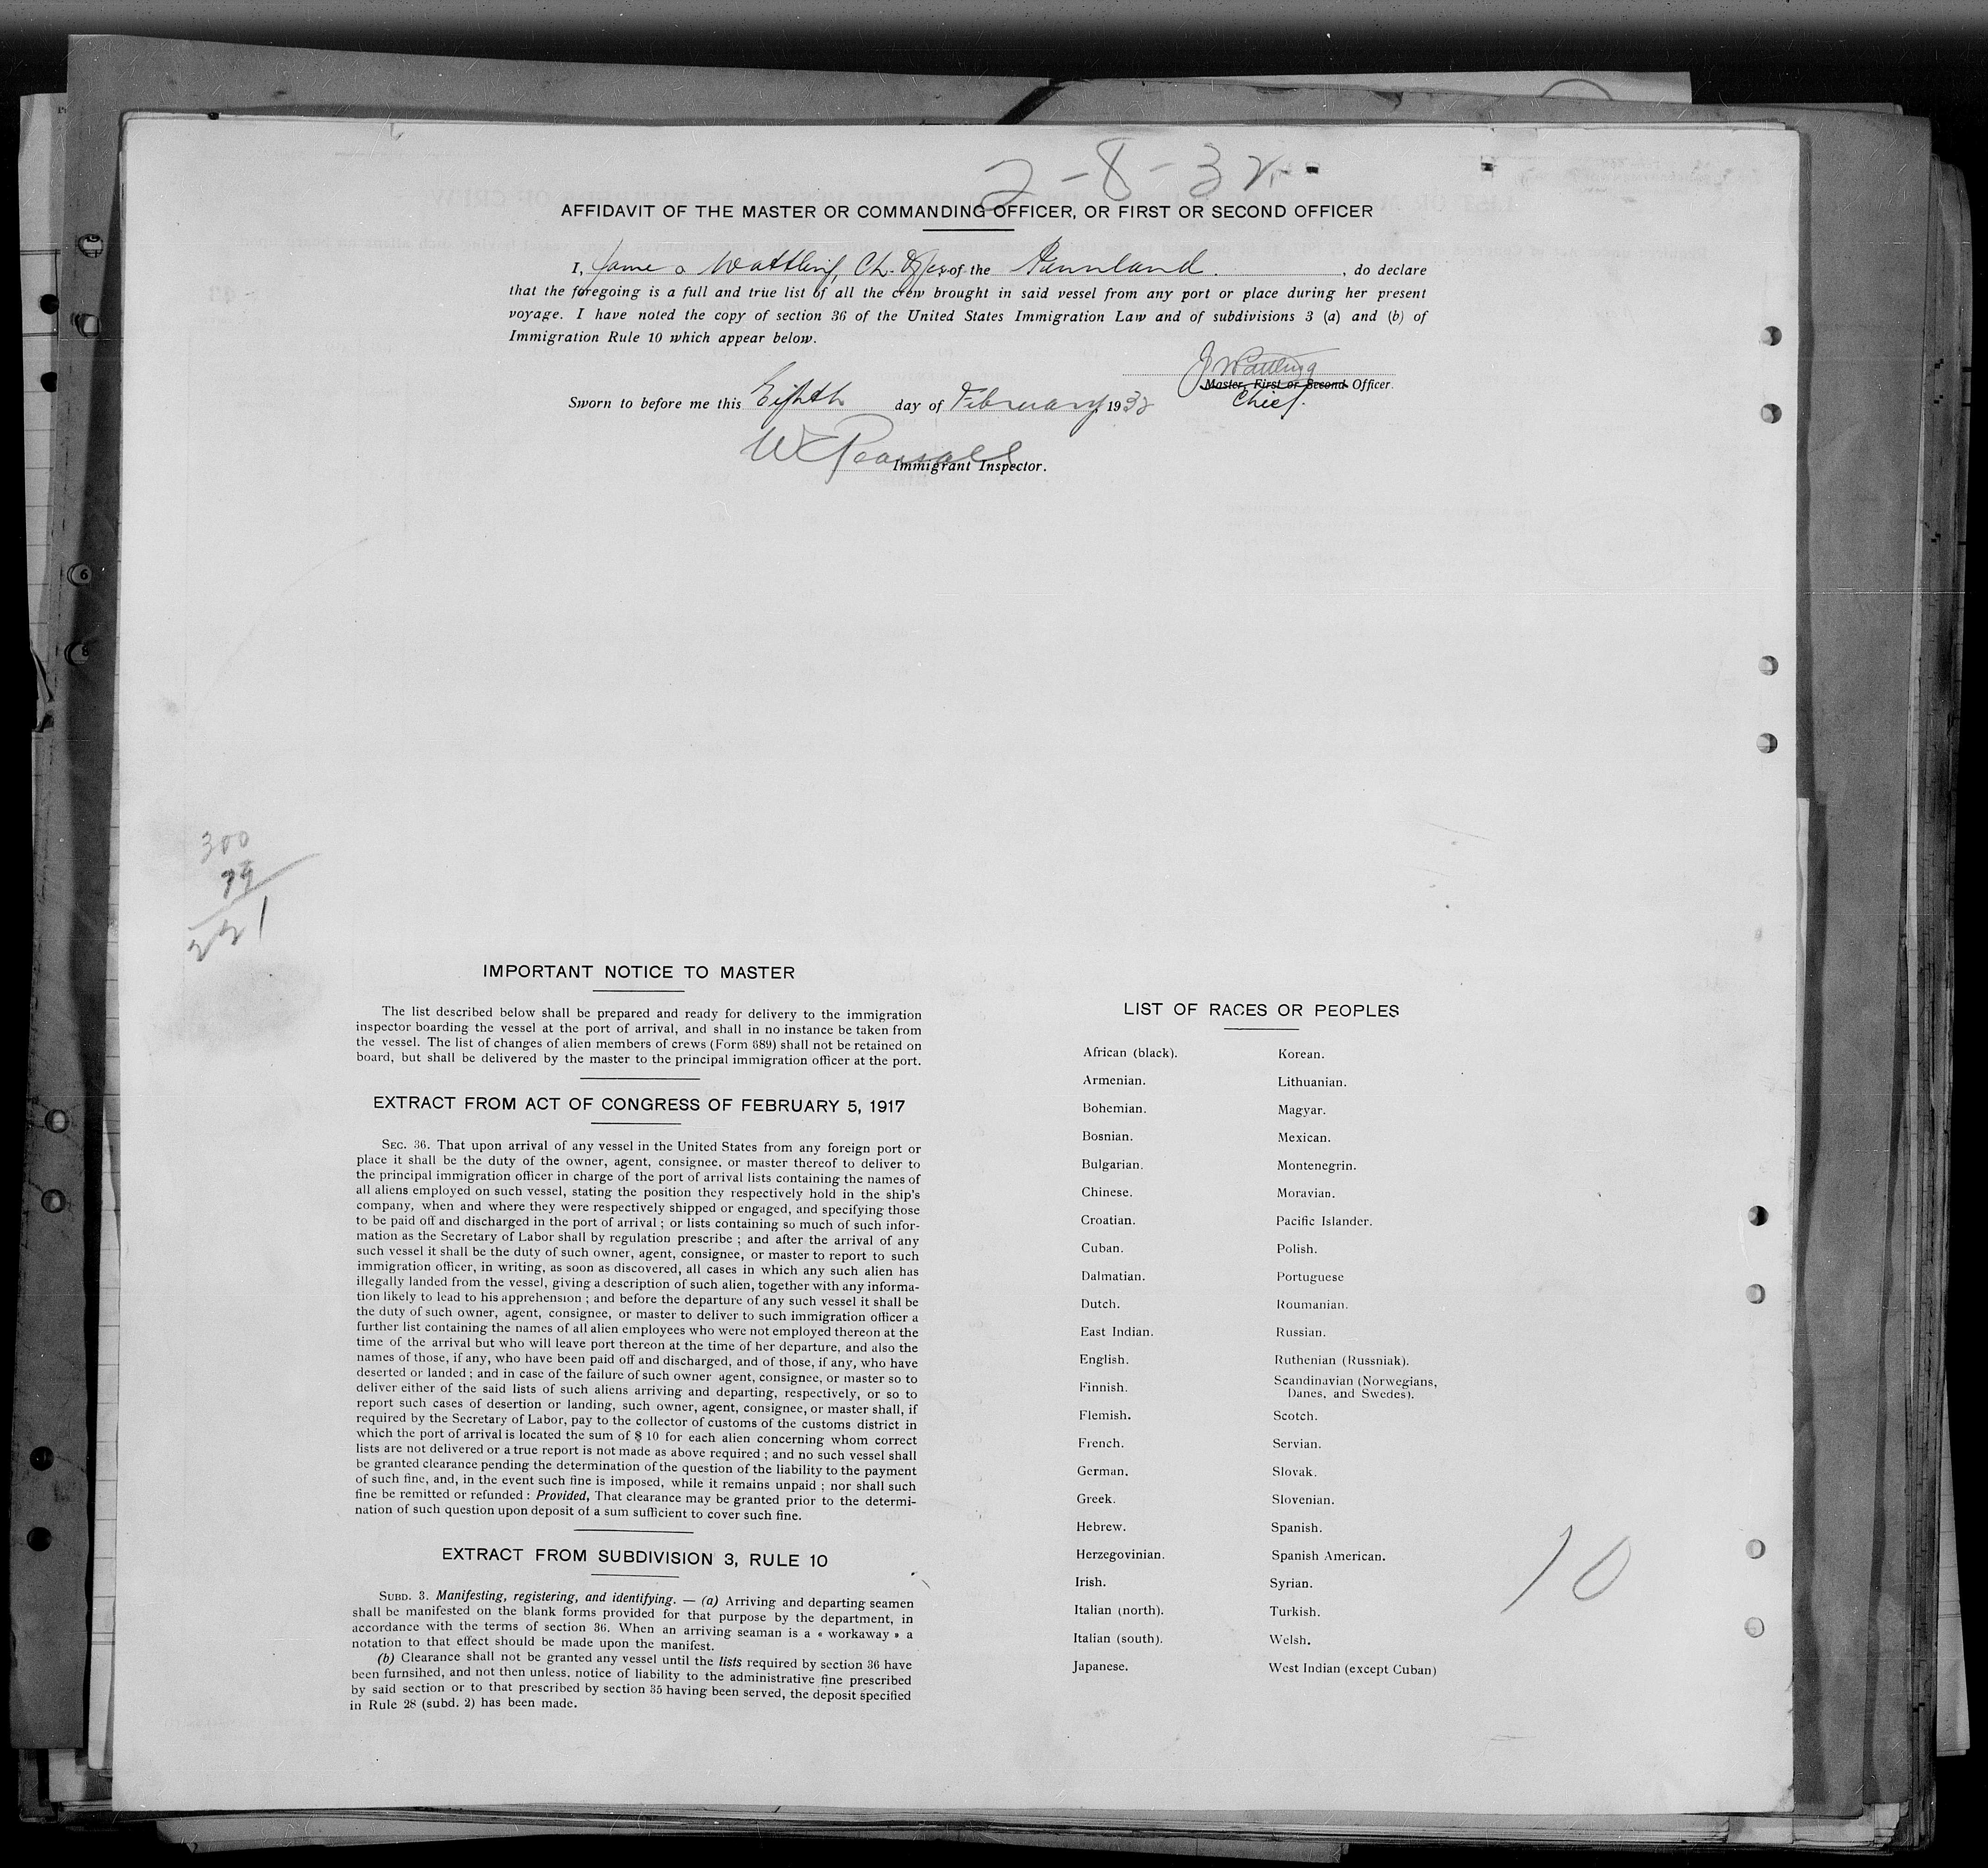 2-8-32
AFFIDAVIT OF THE MASTER OR COMMANDING OFFICER, OR FIRST OR SECOND OFFICER
I, James Wattling, Ch. Offcr of the Pennland. , do declare
that the foregoing is a full and true list of all the crew brought in said vessel from any port or place during her present
voyage. I have noted the copy of section 36 of the United States Immigration Law and of subdivisions 3 (a) and (b) of
Immigration Rule 10 which appear below.
J Wattling
Master, First or Second Officer.
Chief.
Sworn to before me this Eighth day of February, 1932
W Pearsall
Immigrant Inspector.
6
8
300
79
221
IMPORTANT NOTICE TO MASTER
The list described below shall be prepared and ready for delivery to the immigration
inspector boarding the vessel at the port of arrival, and shall in no instance be taken from
the vessel. The list of changes of alien members of crews (Form 689) shall not be retained on
board, but shall be delivered by the master to the principal immigration officer at the port.
EXTRACT FROM ACT OF CONGRESS OF FEBRUARY 5, 1917
SEC. 36. That upon arrival of any vessel in the United States from any foreign port or
place it shall be the duty of the owner, agent, consignee, or master thereof to deliver to
the principal immigration officer in charge of the port of arrival lists containing the names of
all aliens employed on such vessel, stating the position they respectively hold in the ship's
company, when and where they were respectively shipped or engaged, and specifying those
to be paid off and discharged in the port of arrival ; or lists containing so much of such infor-
mation as the Secretary of Labor shall by regulation prescribe ; and after the arrival of any
such vessel it shall be the duty of such owner, agent, consignee, or master to report to such
immigration officer, in writing, as soon as discovered, all cases in which any such alien has
illegally landed from the vessel, giving a description of such alien, together with any informa-
tion likely to lead to his apprehension ; and before the departure of any such vessel it shall be
the duty of such owner, agent, consignee, or master to deliver to such immigration officer a
further list containing the names of all alien employees who were not employed thereon at the
time of the arrival but who will leave port thereon at the time of her departure, and also the
names of those, if any, who have been paid off and discharged, and of those, if any, who have
deserted or landed ; and in case of the failure of such owner agent, consignee, or master so to
deliver either of the said lists of such aliens arriving and departing, respectively, or so to
report such cases of desertion or landing, such owner, agent, consignee, or master shall, if
required by the Secretary of Labor, pay to the collector of customs of the customs district in
which the port of arrival is located the sum of $ 10 for each alien concerning whom correct
lists are not delivered or a true report is not made as above required ; and no such vessel shall
be granted clearance pending the determination of the question of the liability to the payment
of such fine, and, in the event such fine is imposed, while it remains unpaid ; nor shall such
fine be remitted or refunded : Provided, That clearance may be granted prior to the determi-
nation of such question upon deposit of a sum sufficient to cover such fine.
EXTRACT FROM SUBDIVISION 3, RULE 10
SUBD. 3. Manifesting, registering, and identifying. — (a) Arriving and departing seamen
shall be manifested on the blank forms provided for that purpose by the department, in
accordance with the terms of section 36. When an arriving seaman is a « workaway » a
notation to that effect should be made upon the manifest.
(b) Clearance shall not be granted any vessel until the lists required by section 36 have
been furnsihed, and not then unless, notice of liability to the administrative fine prescribed
by said section or to that prescribed by section 35 having been served, the deposit specified
in Rule 28 (subd. 2) has been made.
LIST OF RACES OR PEOPLES
African (black).
Armenian.
Bohemian.
Bosnian.
Bulgarian.
Chinese.
Croatian.
Cuban.
Dalmatian.
Dutch.
East Indian.
English.
Finnish.
Flemish.
French.
German.
Greek.
Hebrew.
Herzegovinian.
Irish.
Italian (north).
Italian (south).
Japanese.
Korean.
Lithuanian.
Magyar.
Mexican.
Montenegrin.
Moravian.
Pacific Islander.
Polish.
Portuguese
Roumanian.
Russian.
Ruthenian (Russniak).
Scandinavian (Norwegians,
Danes, and Swedes).
Scotch.
Servian.
Slovak.
Slovenian.
Spanish.
Spanish American.
Syrian.
Turkish.
Welsh.
West Indian (except Cuban)
10